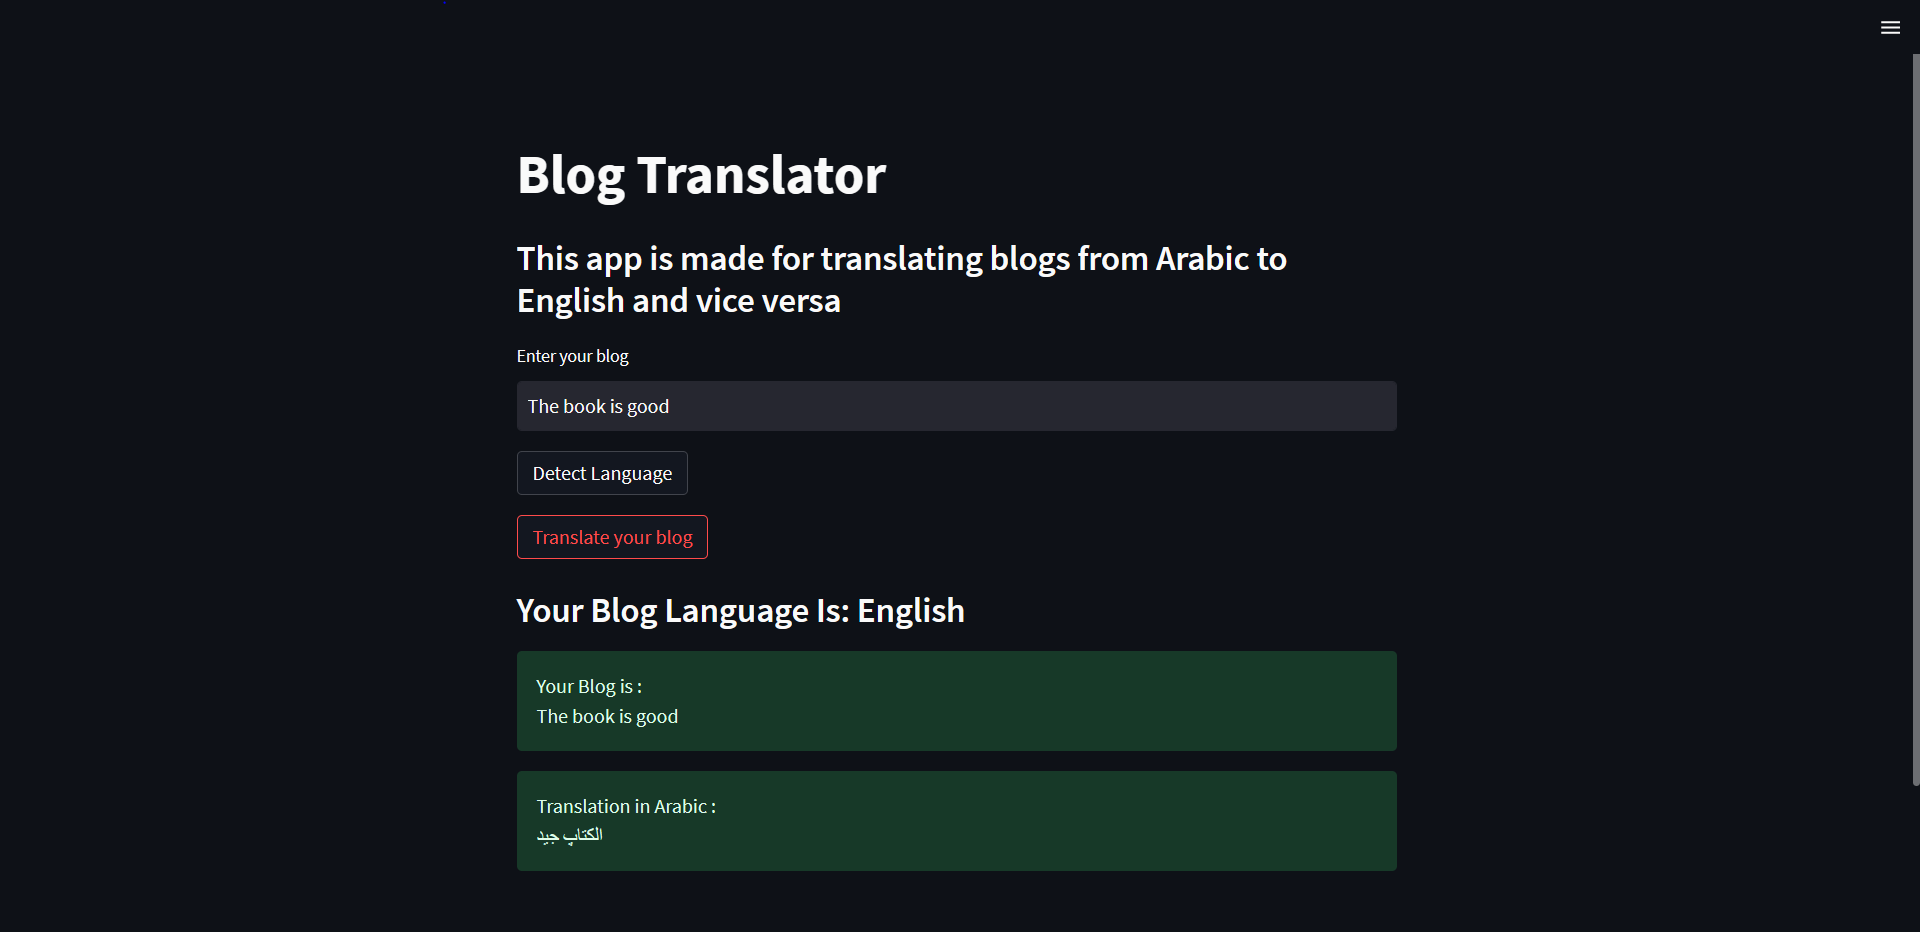 Blog Translator
This app is made for translating blogs from Arabic to
English and vice versa
Enter your blog
The book is good
Detect Language
Translate your blog
Your Blog Language Is: English
Your Blog is :
The book is good
Translation in Arabic :
الكتاب جيد